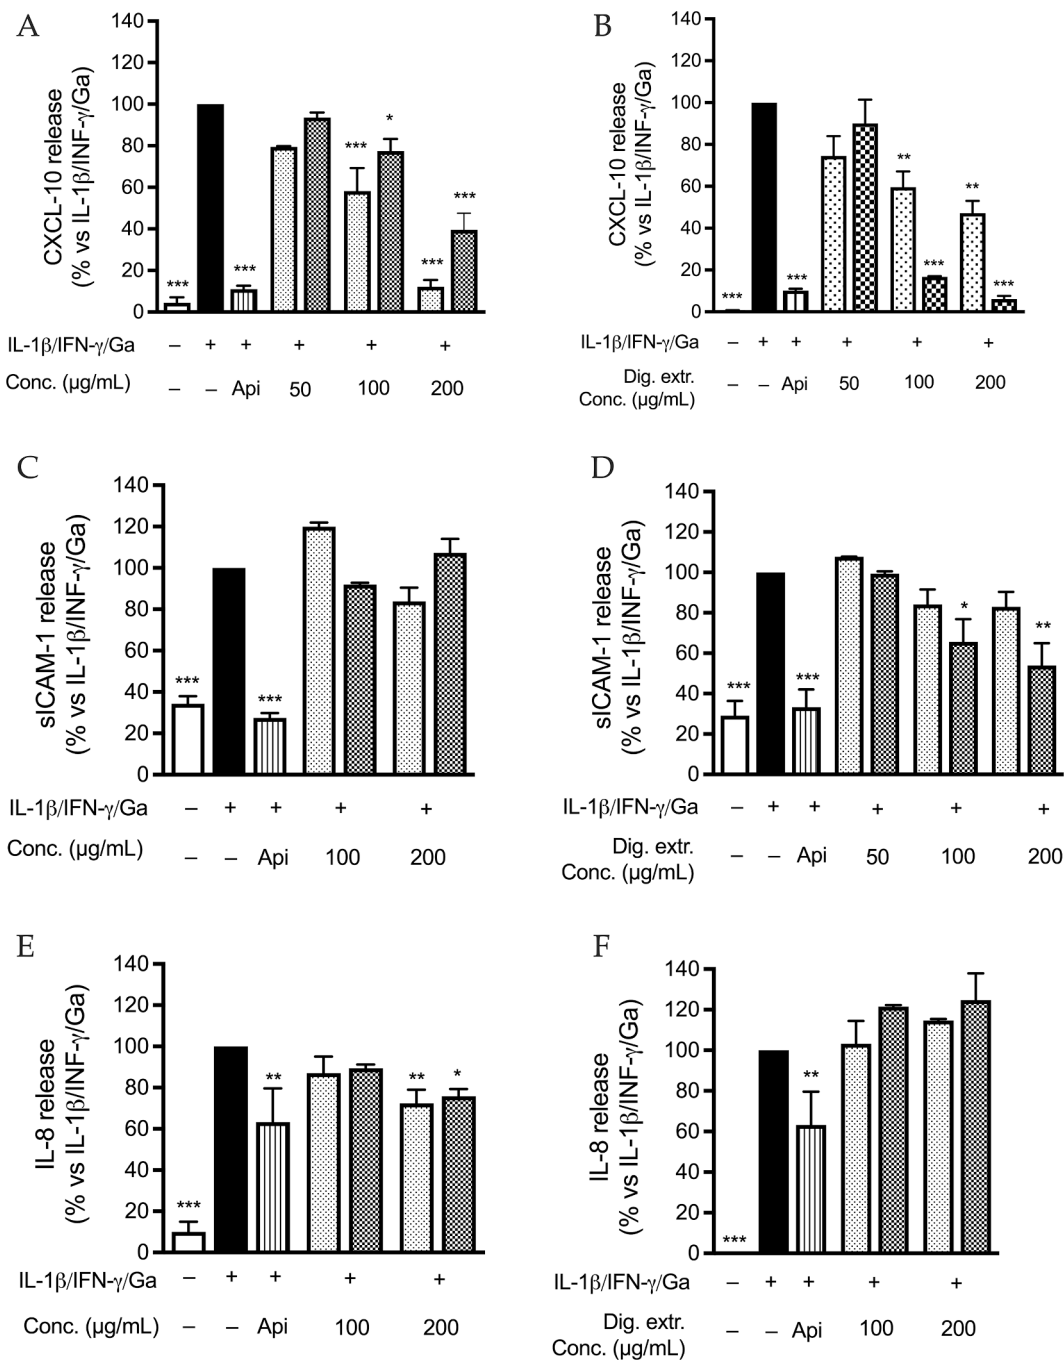 A
CXCL-10 release
(% vs IL-1β/INF-γ/Ga)
140
120
100
80
60
40
20
0
***
***
***
*
***
***
IL-1β/IFN-γ/Ga – + + + + +
Conc. (µg/mL) – – Api 50 100 200
B
CXCL-10 release
(% vs IL-1β/INF-γ/Ga)
140
120
100
80
60
40
20
0
***
***
**
***
**
***
IL-1β/IFN-γ/Ga – + + + + +
Dig. extr.
Conc. (µg/mL) – – Api 50 100 200
C
sICAM-1 release
(% vs IL-1β/INF-γ/Ga)
140
120
100
80
60
40
20
0
***
***
IL-1β/IFN-γ/Ga – + + + +
Conc. (µg/mL) – – Api 100 200
D
sICAM-1 release
(% vs IL-1β/INF-γ/Ga)
140
120
100
80
60
40
20
0
***
***
*
**
IL-1β/IFN-γ/Ga – + + + + +
Dig. extr.
Conc. (µg/mL) – – Api 50 100 200
E
IL-8 release
(% vs IL-1β/INF-γ/Ga)
140
120
100
80
60
40
20
0
***
**
**
*
IL-1β/IFN-γ/Ga – + + + +
Conc. (µg/mL) – – Api 100 200
F
IL-8 release
(% vs IL-1β/INF-γ/Ga)
140
120
100
80
60
40
20
0
***
**
IL-1β/IFN-γ/Ga – + + + +
Dig. extr.
Conc. (µg/mL) – – Api 100 200